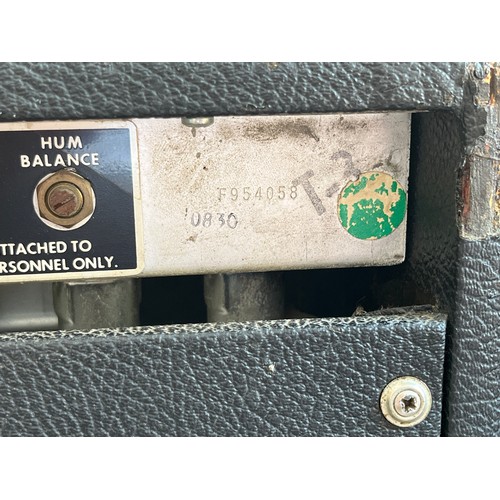 HUM
BALANCE
F954058
0830
TTACHED TO
RSONNEL ONLY.